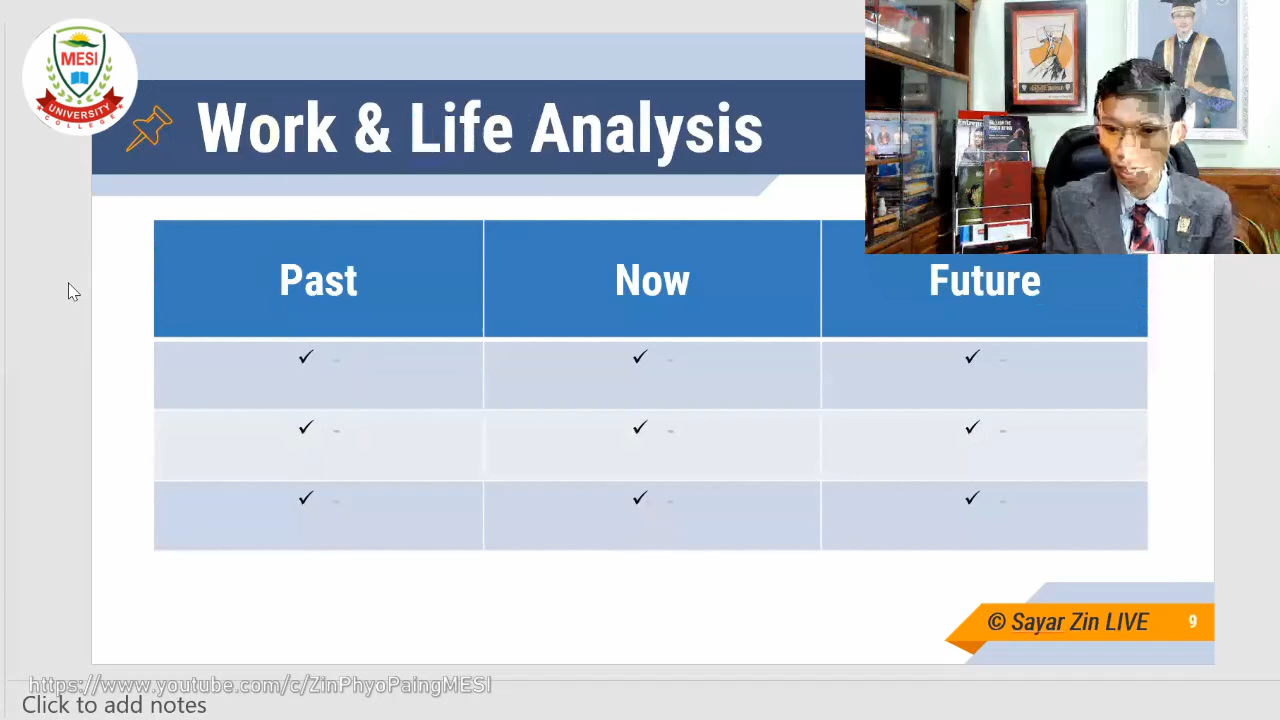 MESI
UNIVERSITY
COLLEGE
Work & Life Analysis
Past
Now
Future
✓ -
✓ -
✓ -
✓ -
✓ -
✓ -
✓ -
✓ -
✓ -
© Sayar Zin LIVE
9
https://www.youtube.com/c/ZinPhyoPaingMESI
Click to add notes